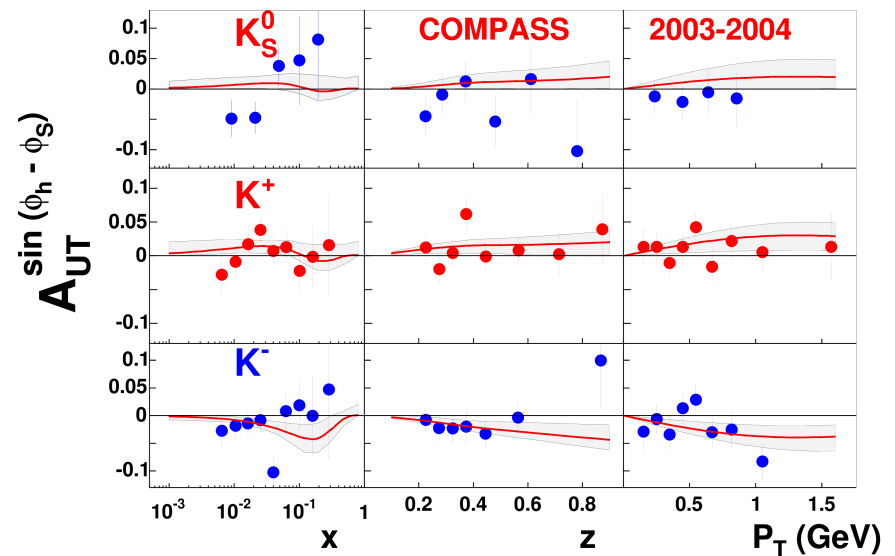 K_S^0 COMPASS 2003-2004
0.1
0.05
0
-0.1
K^+
0.1
0.05
0
-0.1
K^-
0.1
0.05
0
-0.1
A_UT^sin (ϕ_h - ϕ_S)
10^-3 10^-2 10^-1 1 0.2 0.4 0.6 0.8 0.5 1 1.5
x z P_T (GeV)